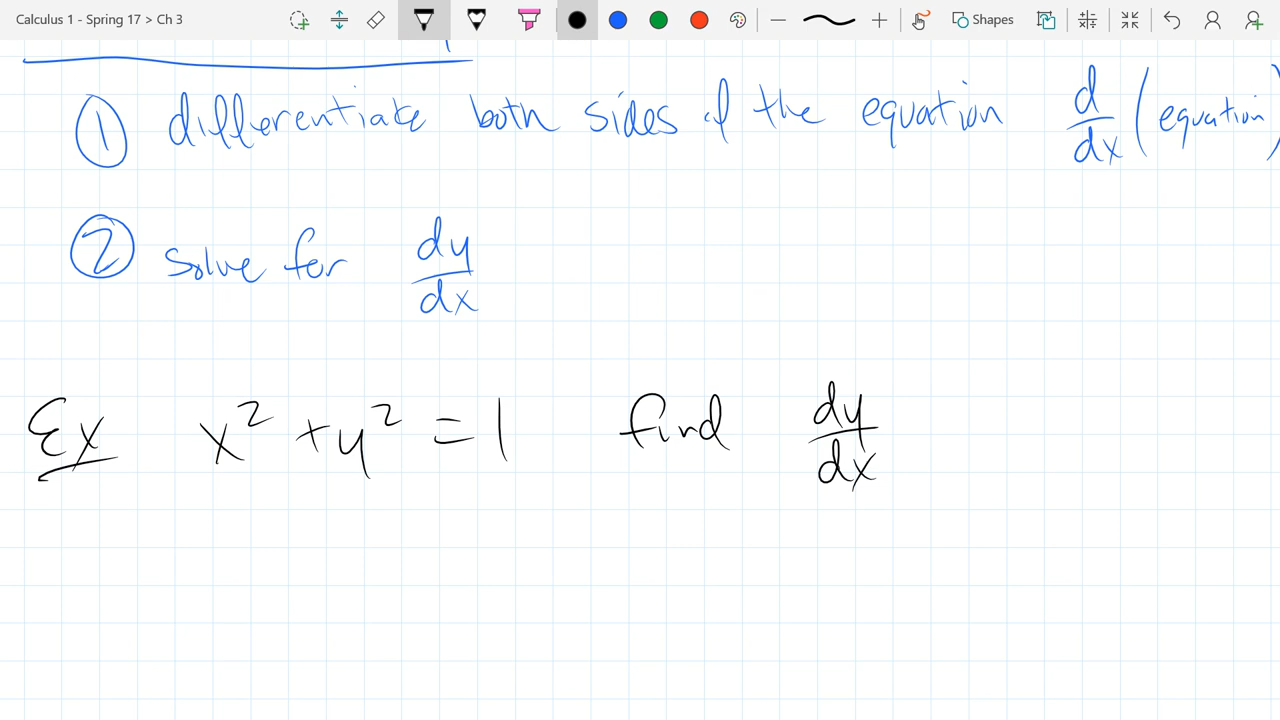 Calculus 1 - Spring 17 > Ch 3
Shapes
① differentiate both sides of the equation d/dx (equation)
② solve for dy/dx
Ex x² + y² = 1 find dy/dx